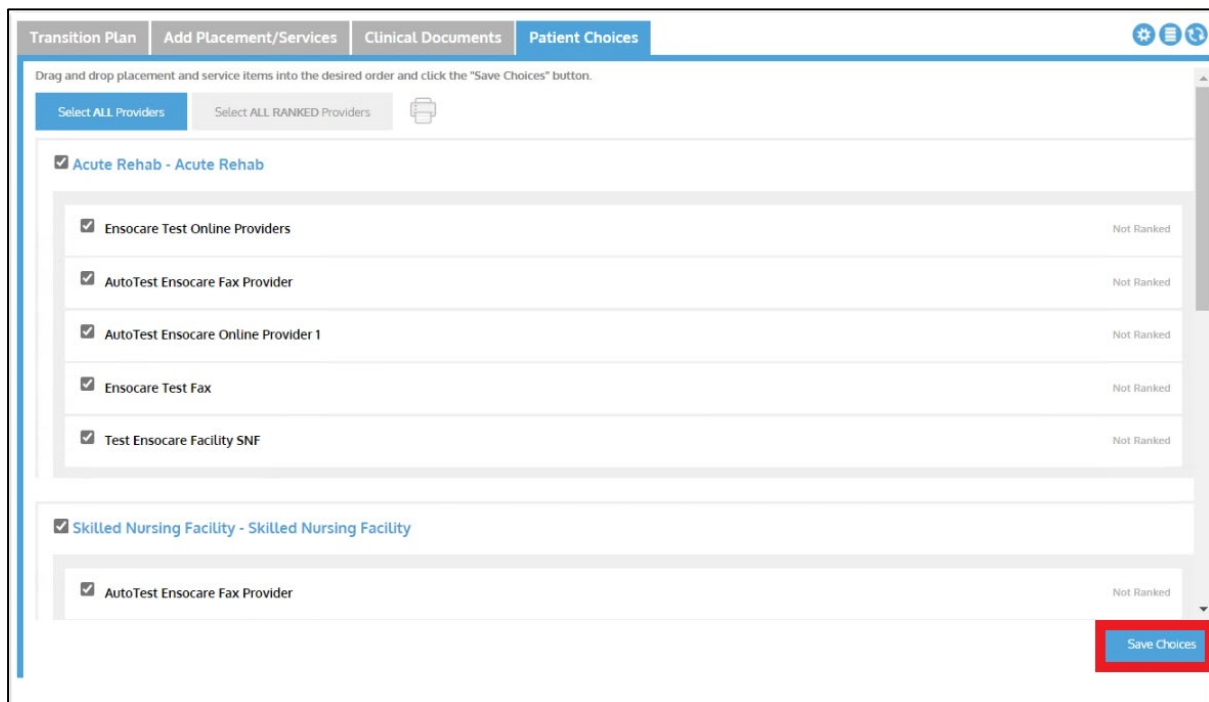 Transition Plan Add Placement/Services Clinical Documents Patient Choices
Drag and drop placement and service items into the desired order and click the "Save Choices" button.
Select ALL Providers Select ALL RANKED Providers
Acute Rehab - Acute Rehab
Ensocare Test Online Providers Not Ranked
AutoTest Ensocare Fax Provider Not Ranked
AutoTest Ensocare Online Provider 1 Not Ranked
Ensocare Test Fax Not Ranked
Test Ensocare Facility SNF Not Ranked
Skilled Nursing Facility - Skilled Nursing Facility
AutoTest Ensocare Fax Provider Not Ranked
Save Choices